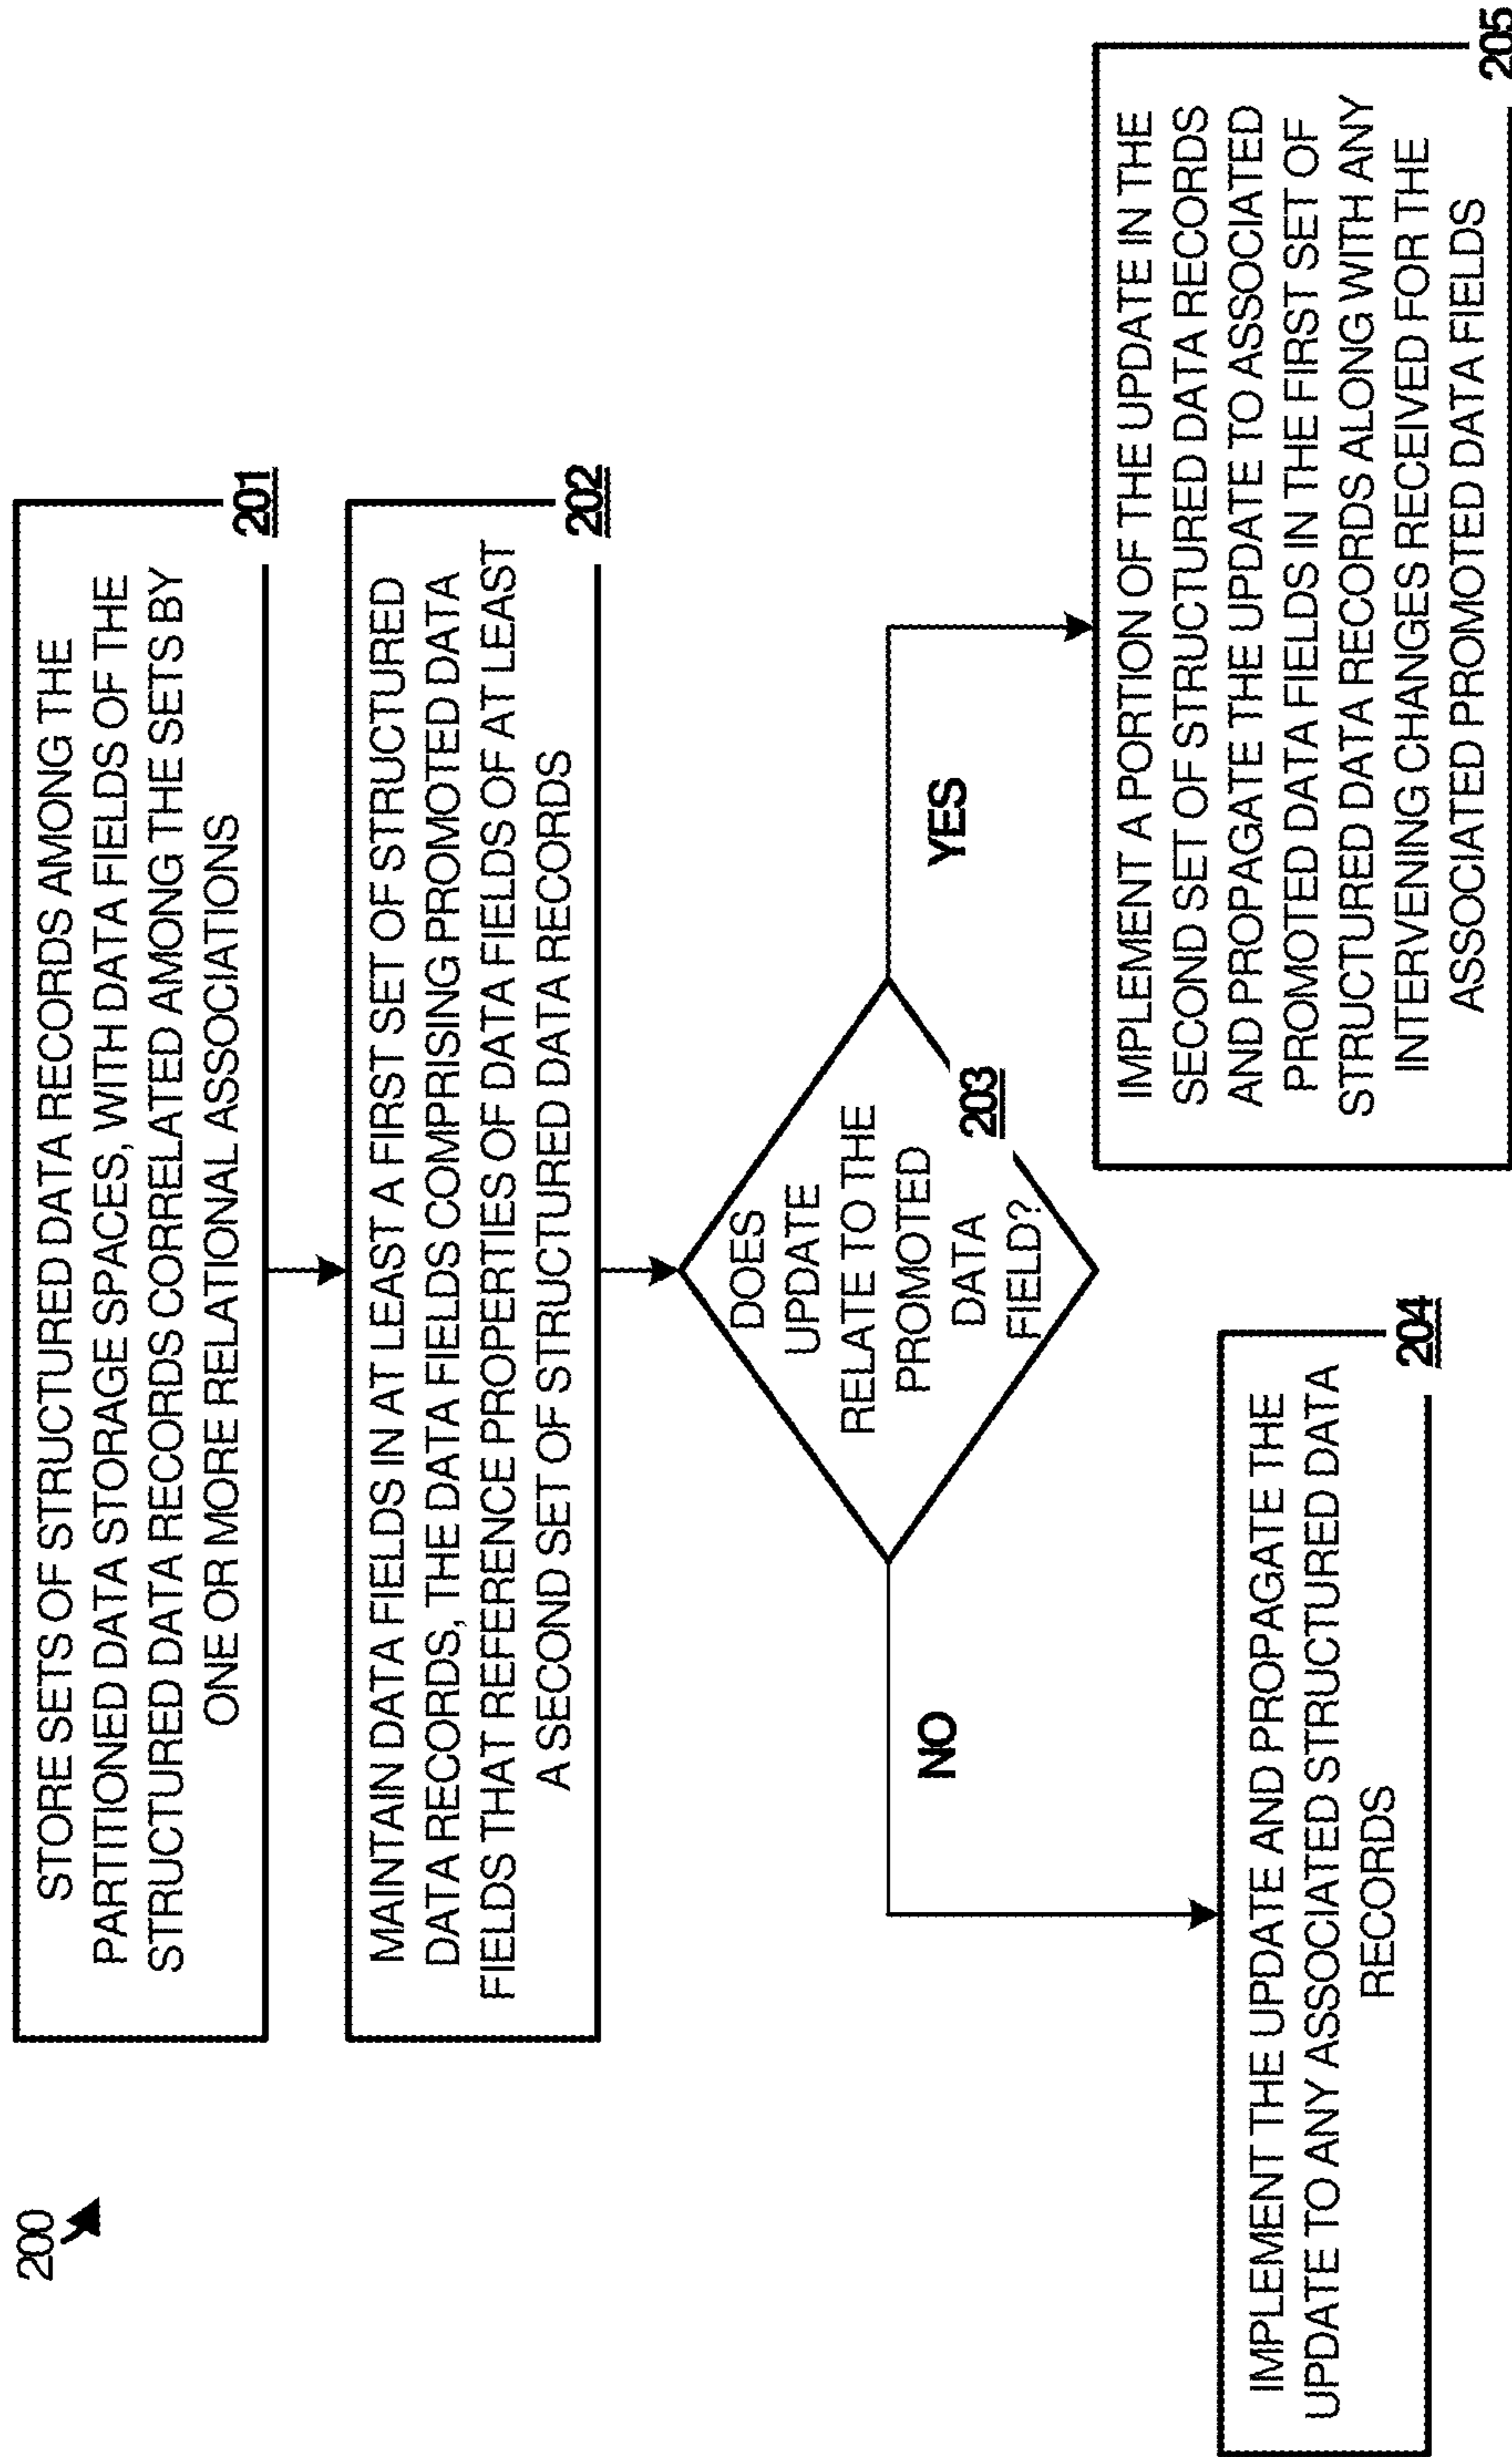 200
STORE SETS OF STRUCTURED DATA RECORDS AMONG THE
PARTITIONED DATA STORAGE SPACES, WITH DATA FIELDS OF THE
STRUCTURED DATA RECORDS CORRELATED AMONG THE SETS BY
ONE OR MORE RELATIONAL ASSOCIATIONS
201
MAINTAIN DATA FIELDS IN AT LEAST A FIRST SET OF STRUCTURED
DATA RECORDS, THE DATA FIELDS COMPRISING PROMOTED DATA
FIELDS THAT REFERENCE PROPERTIES OF DATA FIELDS OF AT LEAST
A SECOND SET OF STRUCTURED DATA RECORDS
202
DOES
UPDATE
RELATE TO THE
PROMOTED
DATA
FIELD?
203
NO
YES
IMPLEMENT THE UPDATE AND PROPAGATE THE
UPDATE TO ANY ASSOCIATED STRUCTURED DATA
RECORDS
204
IMPLEMENT A PORTION OF THE UPDATE IN THE
SECOND SET OF STRUCTURED DATA RECORDS
AND PROPAGATE THE UPDATE TO ASSOCIATED
PROMOTED DATA FIELDS IN THE FIRST SET OF
STRUCTURED DATA RECORDS ALONG WITH ANY
INTERVENING CHANGES RECEIVED FOR THE
ASSOCIATED PROMOTED DATA FIELDS
205